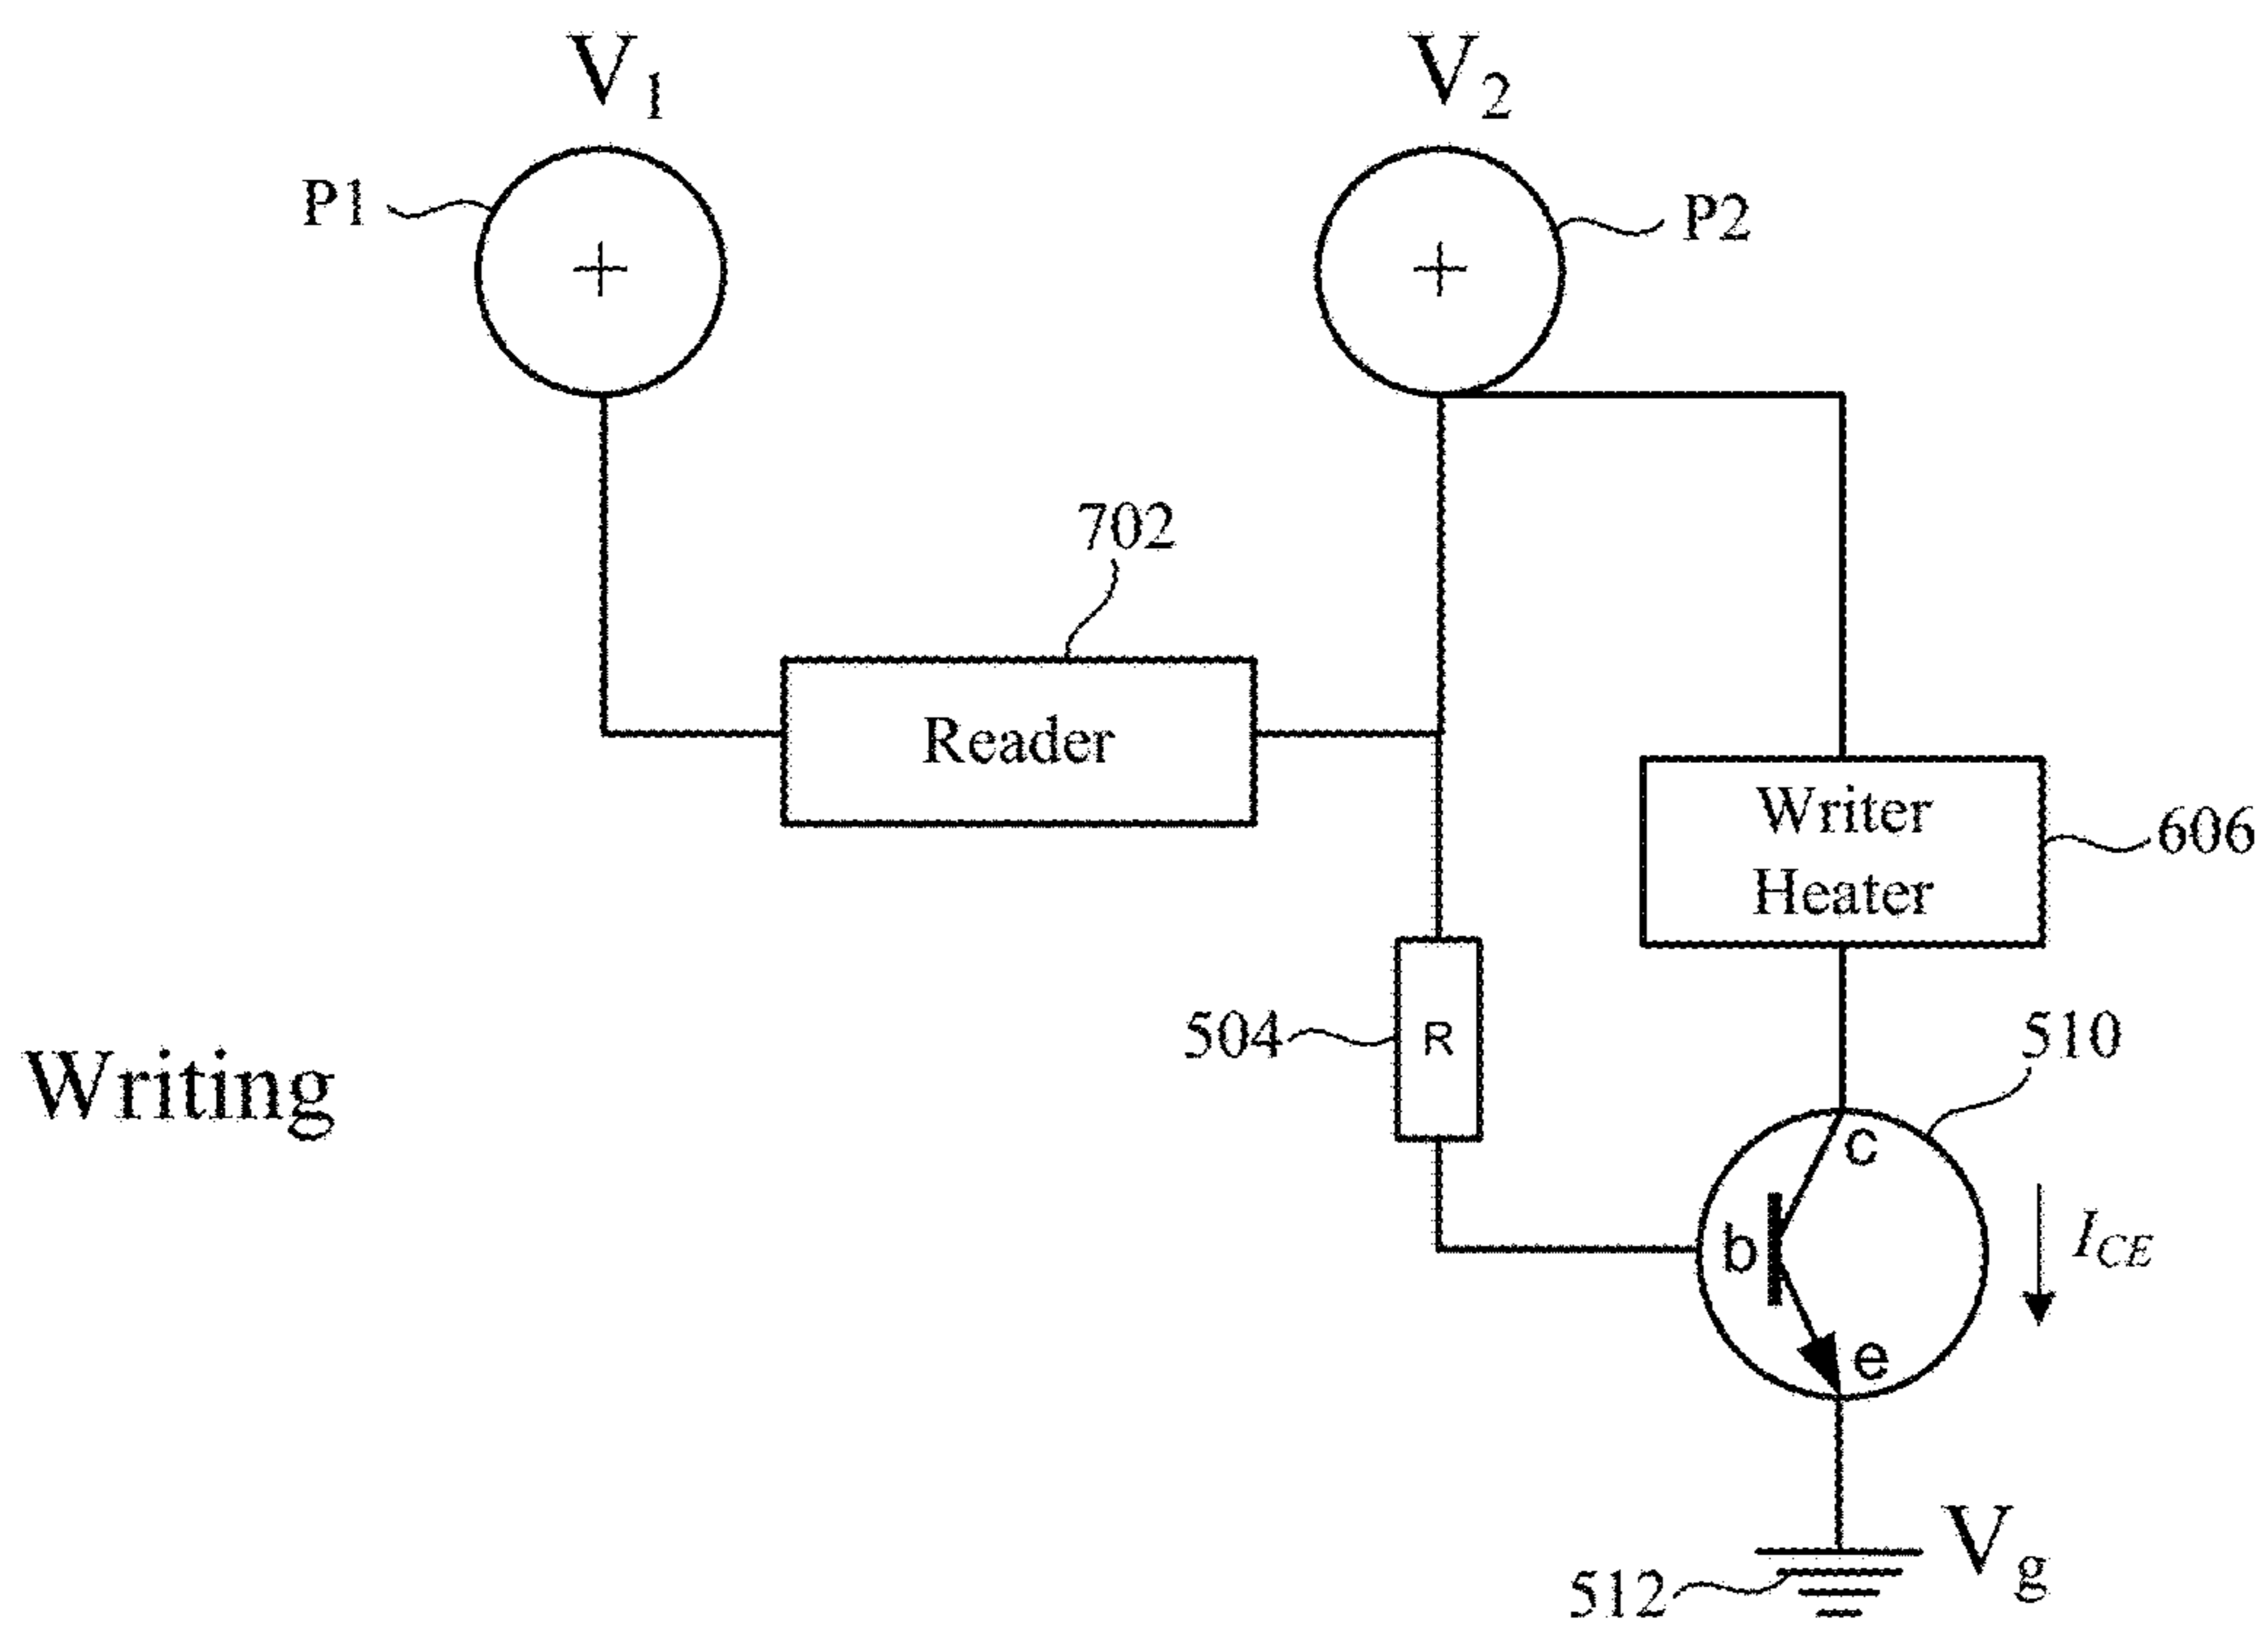 V1
V2
P1
P2
702
Reader
Writer
Heater
606
504
R
510
Writing
c
b
ICE
e
Vg
512